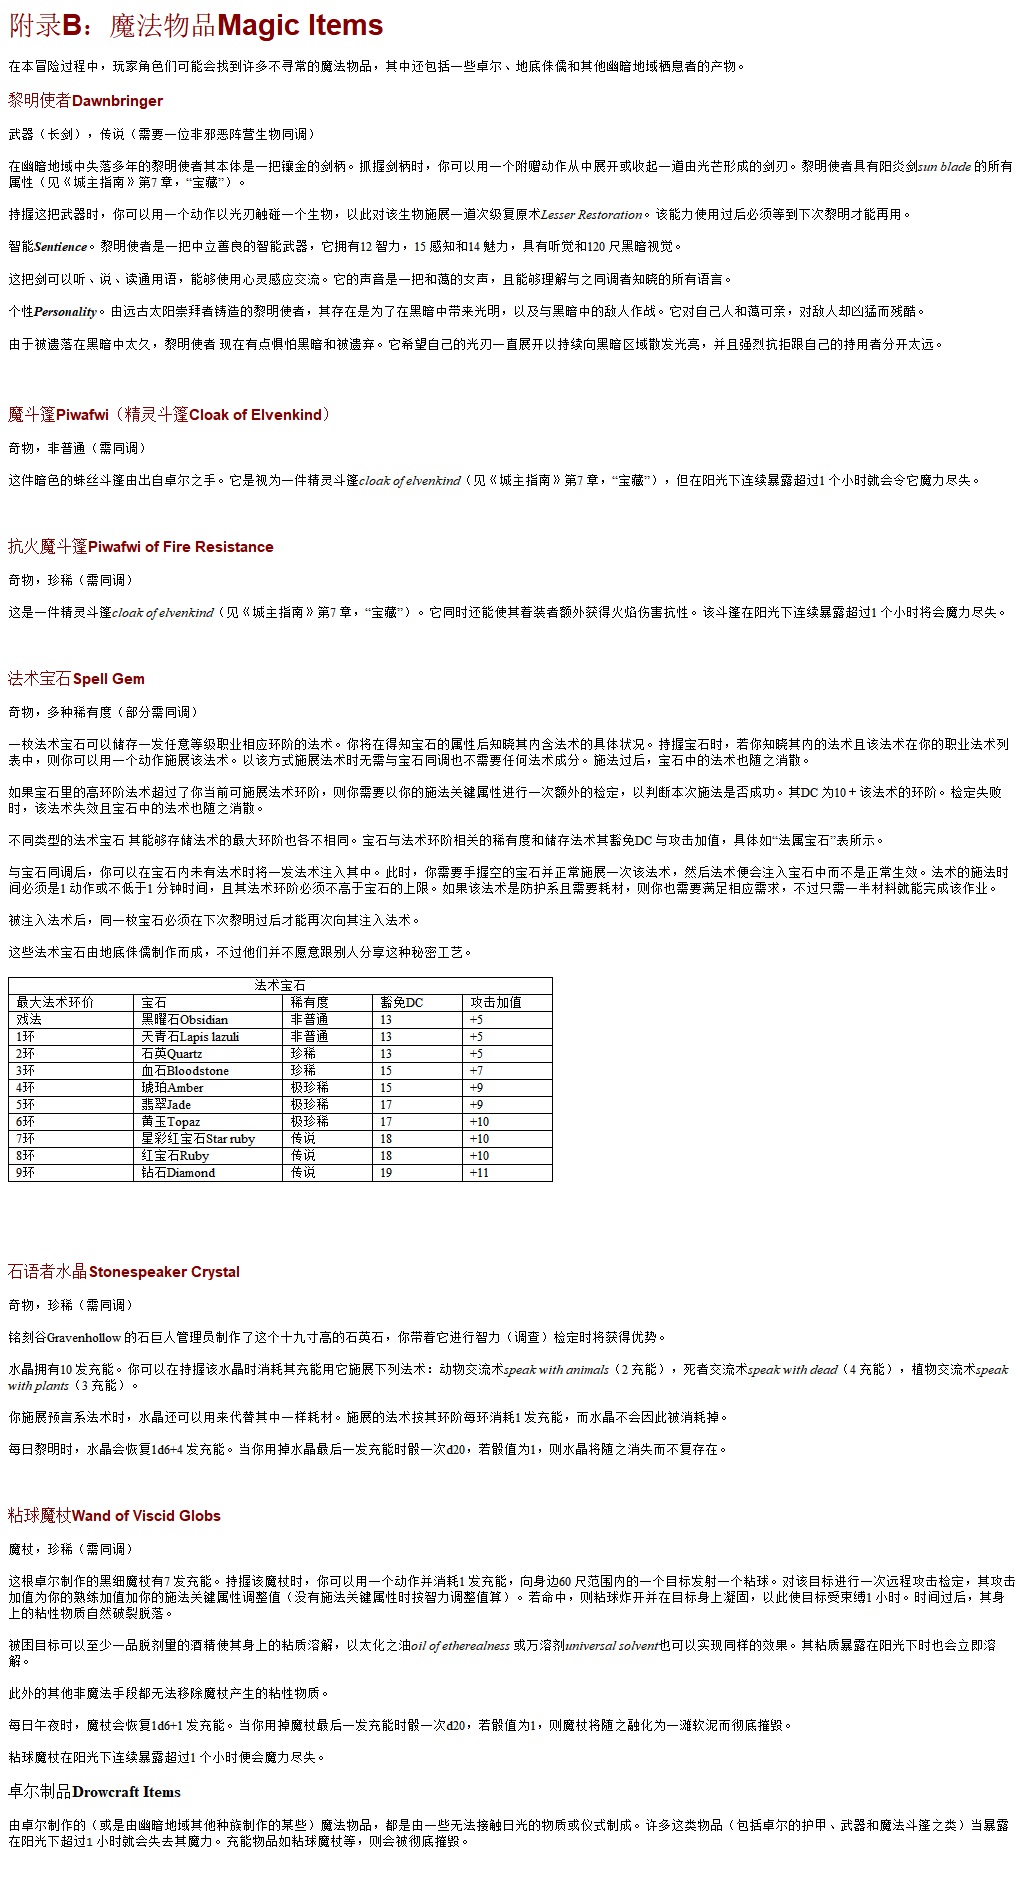 附录B：魔法物品Magic Items
在本冒险过程中，玩家角色们可能会找到许多不寻常的魔法物品，其中还包括一些卓尔、地底侏儒和其他幽暗地域栖息者的产物。
黎明使者Dawnbringer
武器（长剑），传说（需要一位非邪恶阵营生物同调）
在幽暗地域中失落多年的黎明使者其本体是一把镶金的剑柄。抓握剑柄时，你可以用一个附赠动作从中展开或收起一道由光芒形成的剑刃。黎明使者具有阳炎剑sun blade 的所有
属性（见《城主指南》第7 章，“宝藏”）。
持握这把武器时，你可以用一个动作以光刃触碰一个生物，以此对该生物施展一道次级复原术Lesser Restoration。该能力使用过后必须等到下次黎明才能再用。
智能Sentience。黎明使者是一把中立善良的智能武器，它拥有12 智力，15 感知和14 魅力，具有听觉和120 尺黑暗视觉。
这把剑可以听、说、读通用语，能够使用心灵感应交流。它的声音是一把和蔼的女声，且能够理解与之同调者知晓的所有语言。
个性Personality。由远古太阳崇拜者铸造的黎明使者，其存在是为了在黑暗中带来光明，以及与黑暗中的敌人作战。它对自己人和蔼可亲，对敌人却凶猛而残酷。
由于被遗落在黑暗中太久，黎明使者 现在有点惧怕黑暗和被遗弃。它希望自己的光刃一直展开以持续向黑暗区域散发光亮，并且强烈抗拒跟自己的持用者分开太远。
魔斗篷Piwafwi（精灵斗篷Cloak of Elvenkind）
奇物，非普通（需同调）
这件暗色的蛛丝斗篷由出自卓尔之手。它是视为一件精灵斗篷cloak of elvenkind（见《城主指南》第7 章，“宝藏”），但在阳光下连续暴露超过1 个小时就会令它魔力尽失。
抗火魔斗篷Piwafwi of Fire Resistance
奇物，珍稀（需同调）
这是一件精灵斗篷cloak of elvenkind（见《城主指南》第7 章，“宝藏”）。它同时还能使其着装者额外获得火焰伤害抗性。该斗篷在阳光下连续暴露超过1 个小时将会魔力尽失。
法术宝石Spell Gem
奇物，多种稀有度（部分需同调）
一枚法术宝石可以储存一发任意等级职业相应环阶的法术。你将在得知宝石的属性后知晓其内含法术的具体状况。持握宝石时，若你知晓其内的法术且该法术在你的职业法术列
表中，则你可以用一个动作施展该法术。以该方式施展法术时无需与宝石同调也不需要任何法术成分。施法过后，宝石中的法术也随之消散。
如果宝石里的高环阶法术超过了你当前可施展法术环阶，则你需要以你的施法关键属性进行一次额外的检定，以判断本次施法是否成功。其DC 为10＋该法术的环阶。检定失败
时，该法术失效且宝石中的法术也随之消散。
不同类型的法术宝石 其能够存储法术的最大环阶也各不相同。宝石与法术环阶相关的稀有度和储存法术其豁免DC 与攻击加值，具体如“法属宝石”表所示。
与宝石同调后，你可以在宝石内未有法术时将一发法术注入其中。此时，你需要手握空的宝石并正常施展一次该法术，然后法术便会注入宝石中而不是正常生效。法术的施法时
间必须是1 动作或不低于1 分钟时间，且其法术环阶必须不高于宝石的上限。如果该法术是防护系且需要耗材，则你也需要满足相应需求，不过只需一半材料就能完成该作业。
被注入法术后，同一枚宝石必须在下次黎明过后才能再次向其注入法术。
这些法术宝石由地底侏儒制作而成，不过他们并不愿意跟别人分享这种秘密工艺。
法术宝石
最大法术环价 宝石 稀有度 豁免DC 攻击加值
戏法 黑曜石Obsidian 非普通 13 +5
1环 天青石Lapis lazuli 非普通 13 +5
2环 石英Quartz 珍稀 13 +5
3环 血石Bloodstone 珍稀 15 +7
4环 琥珀Amber 极珍稀 15 +9
5环 翡翠Jade 极珍稀 17 +9
6环 黄玉Topaz 极珍稀 17 +10
7环 星彩红宝石Star ruby 传说 18 +10
8环 红宝石Ruby 传说 18 +10
9环 钻石Diamond 传说 19 +11
石语者水晶Stonespeaker Crystal
奇物，珍稀（需同调）
铭刻谷Gravenhollow 的石巨人管理员制作了这个十九寸高的石英石，你带着它进行智力（调查）检定时将获得优势。
水晶拥有10 发充能。你可以在持握该水晶时消耗其充能用它施展下列法术：动物交流术speak with animals（2 充能），死者交流术speak with dead（4 充能），植物交流术speak
with plants（3 充能）。
你施展预言系法术时，水晶还可以用来代替其中一样耗材。施展的法术按其环阶每环消耗1 发充能，而水晶不会因此被消耗掉。
每日黎明时，水晶会恢复1d6+4 发充能。当你用掉水晶最后一发充能时骰一次d20，若骰值为1，则水晶将随之消失而不复存在。
粘球魔杖Wand of Viscid Globs
魔杖，珍稀（需同调）
这根卓尔制作的黑细魔杖有7 发充能。持握该魔杖时，你可以用一个动作并消耗1 发充能，向身边60 尺范围内的一个目标发射一个粘球。对该目标进行一次远程攻击检定，其攻击
加值为你的熟练加值加你的施法关键属性调整值（没有施法关键属性时按智力调整值算）。若命中，则粘球炸开并在目标身上凝固，以此使目标受束缚1 小时。时间过后，其身
上的粘性物质自然破裂脱落。
被困目标可以至少一品脱剂量的酒精使其身上的粘质溶解，以太化之油oil of etherealness 或万溶剂universal solvent也可以实现同样的效果。其粘质暴露在阳光下时也会立即溶
解。
此外的其他非魔法手段都无法移除魔杖产生的粘性物质。
每日午夜时，魔杖会恢复1d6+1 发充能。当你用掉魔杖最后一发充能时骰一次d20，若骰值为1，则魔杖将随之融化为一滩软泥而彻底摧毁。
粘球魔杖在阳光下连续暴露超过1 个小时便会魔力尽失。
卓尔制品Drowcraft Items
由卓尔制作的（或是由幽暗地域其他种族制作的某些）魔法物品，都是由一些无法接触日光的物质或仪式制成。许多这类物品（包括卓尔的护甲、武器和魔法斗篷之类）当暴露
在阳光下超过1 小时就会失去其魔力。充能物品如粘球魔杖等，则会被彻底摧毁。